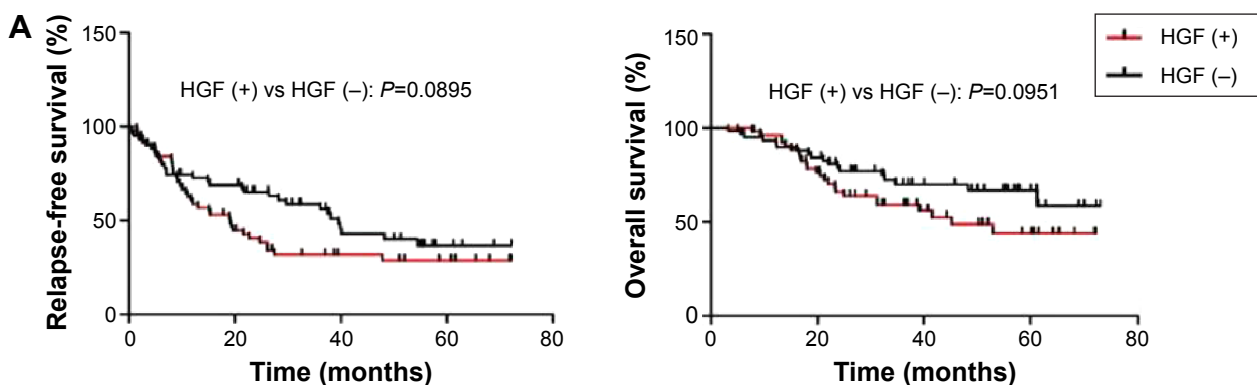 A
Relapse-free survival (%)
150
100
50
0
HGF (+) vs HGF (–): P=0.0895
0 20 40 60 80
Time (months)
Overall survival (%)
150
100
50
0
HGF (+) vs HGF (–): P=0.0951
0 20 40 60 80
Time (months)
HGF (+)
HGF (–)